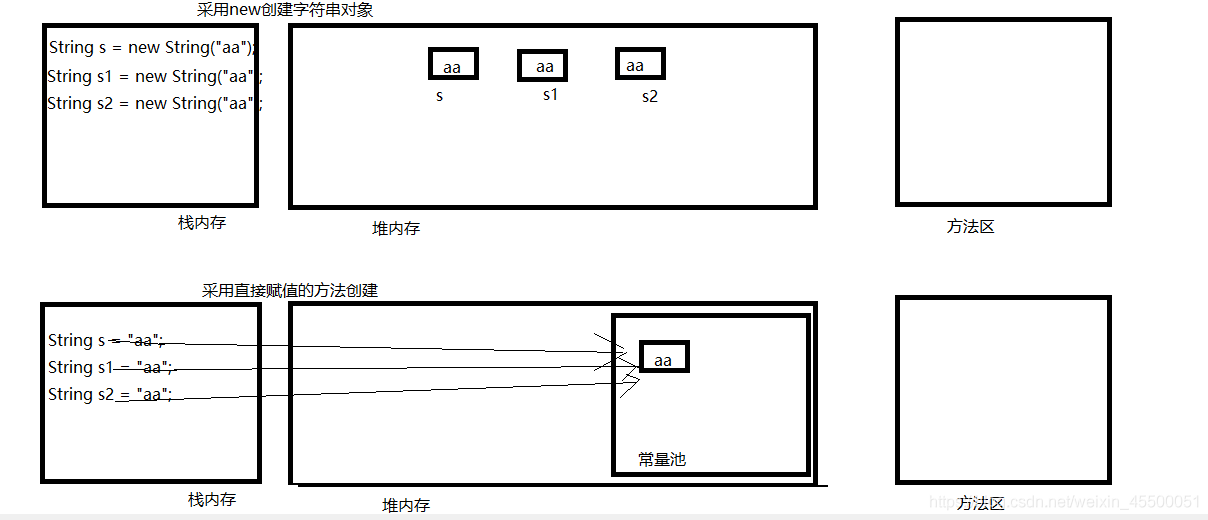 采用new创建字符串对象
String s = new String("aa");
String s1 = new String("aa" ;
String s2 = new String("aa" ;
aa
aa
aa
s
s1
s2
栈内存
堆内存
方法区
采用直接赋值的方法创建
String s = "aa";
String s1 = "aa";
String s2 = "aa";
aa
常量池
栈内存
堆内存
方法区
csdn.net/weixin_45500051